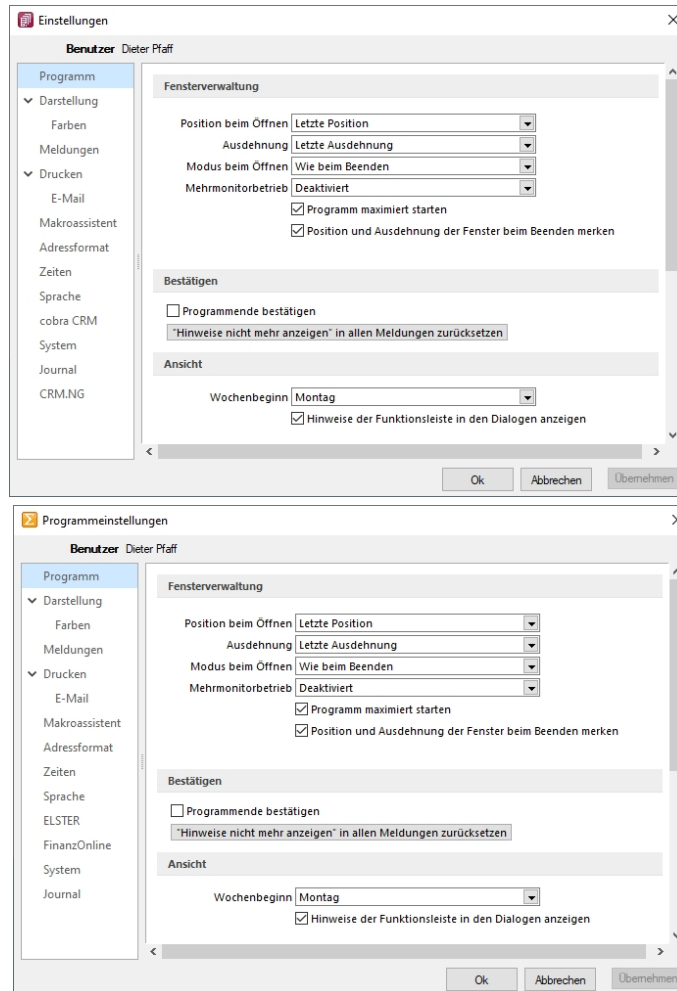 Einstellungen
Benutzer Dieter Pfaff
Programm
Darstellung
Farben
Meldungen
Drucken
E-Mail
Makroassistent
Adressformat
Zeiten
Sprache
cobra CRM
System
Journal
CRM.NG
Fensterverwaltung
Position beim Öffnen Letzte Position
Ausdehnung Letzte Ausdehnung
Modus beim Öffnen Wie beim Beenden
Mehrmonitorbetrieb Deaktiviert
Programm maximiert starten
Position und Ausdehnung der Fenster beim Beenden merken
Bestätigen
Programmende bestätigen
"Hinweise nicht mehr anzeigen" in allen Meldungen zurücksetzen
Ansicht
Wochenbeginn Montag
Hinweise der Funktionsleiste in den Dialogen anzeigen
Ok Abbrechen Übernehmen
Programmeinstellungen
Benutzer Dieter Pfaff
Programm
Darstellung
Farben
Meldungen
Drucken
E-Mail
Makroassistent
Adressformat
Zeiten
Sprache
ELSTER
FinanzOnline
System
Journal
Fensterverwaltung
Position beim Öffnen Letzte Position
Ausdehnung Letzte Ausdehnung
Modus beim Öffnen Wie beim Beenden
Mehrmonitorbetrieb Deaktiviert
Programm maximiert starten
Position und Ausdehnung der Fenster beim Beenden merken
Bestätigen
Programmende bestätigen
"Hinweise nicht mehr anzeigen" in allen Meldungen zurücksetzen
Ansicht
Wochenbeginn Montag
Hinweise der Funktionsleiste in den Dialogen anzeigen
Ok Abbrechen Übernehmen